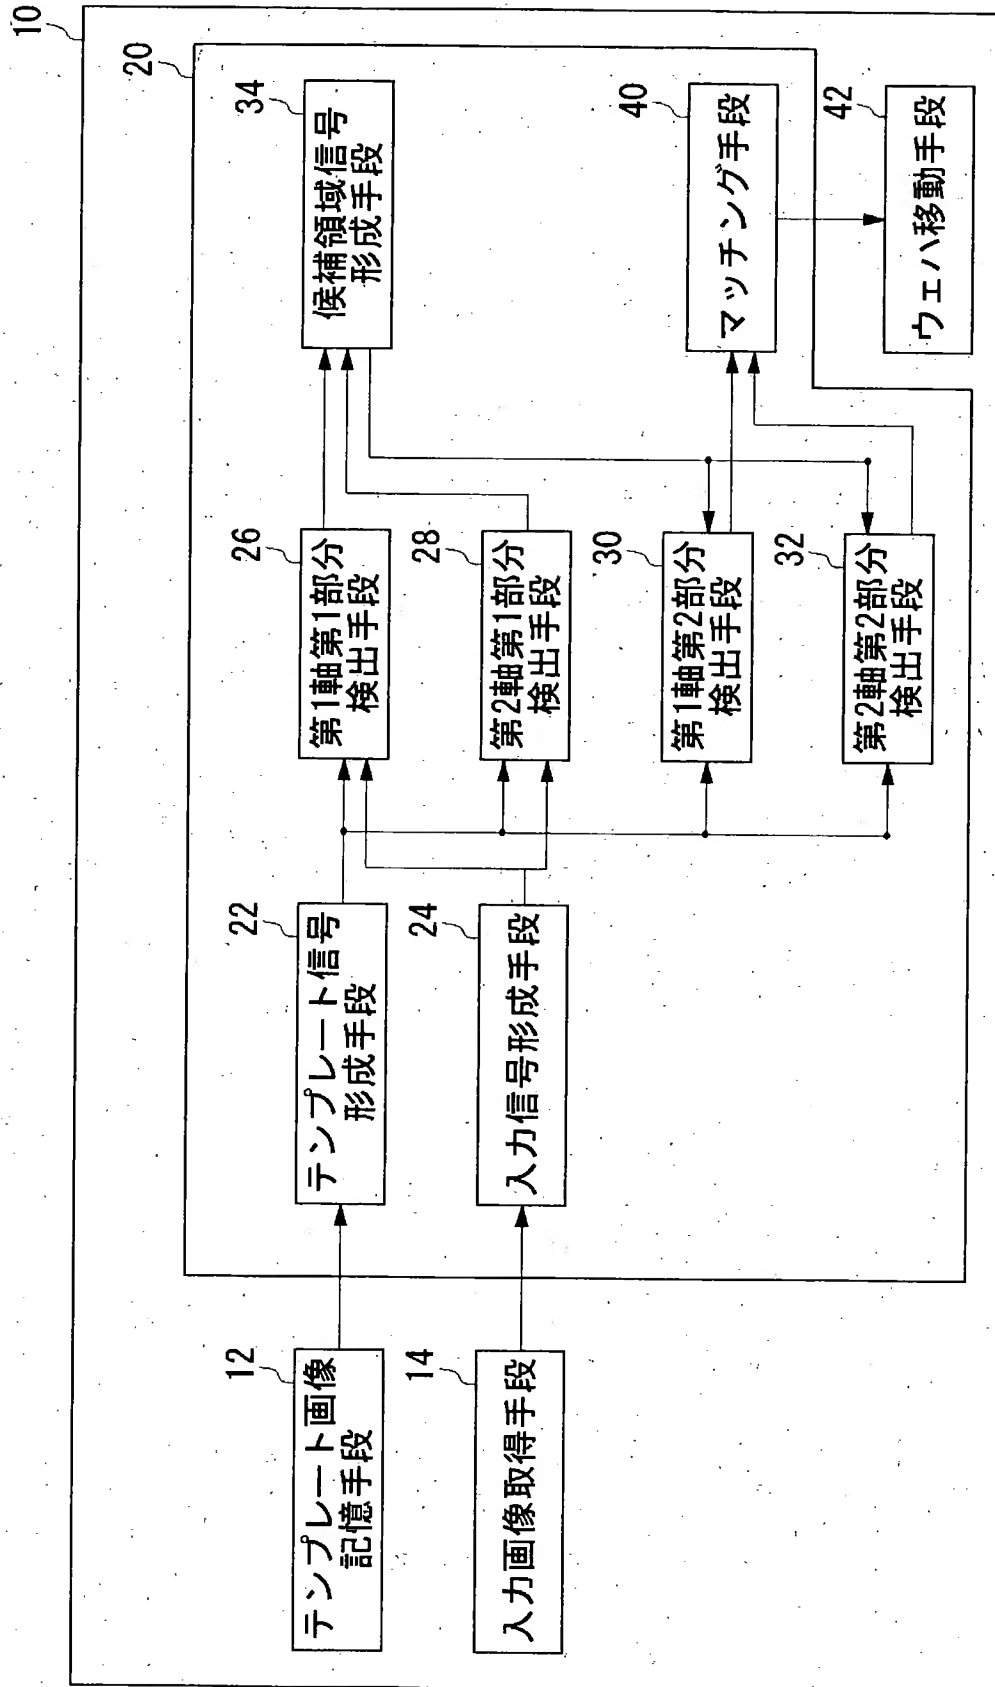 10
20
12
テンプレート画像
記憶手段
14
入力画像取得手段
22
テンプレート信号
形成手段
24
入力信号形成手段
26
第1軸第1部分
検出手段
28
第2軸第1部分
検出手段
30
第1軸第2部分
検出手段
32
第2軸第2部分
検出手段
34
候補領域信号
形成手段
40
マッチング手段
42
ウェハ移動手段